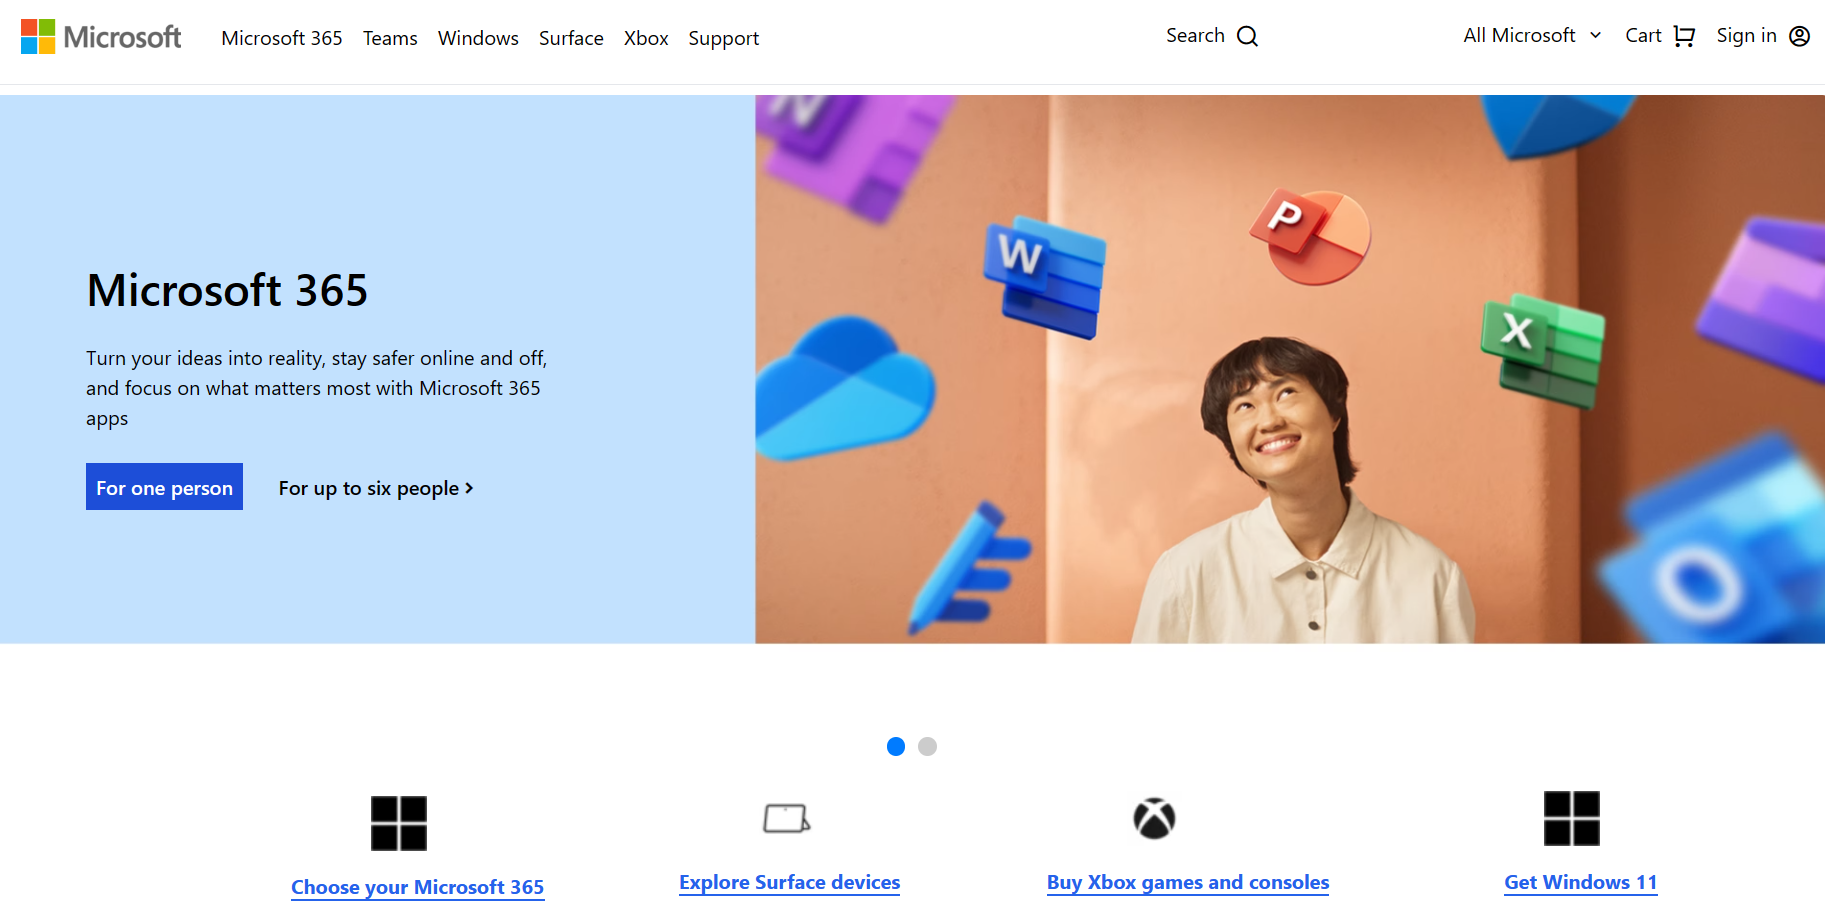 Microsoft
Microsoft 365 Teams Windows Surface Xbox Support
Search
All Microsoft Cart Sign in
N
W
P
X
O
Microsoft 365
Turn your ideas into reality, stay safer online and off,
and focus on what matters most with Microsoft 365
apps
For one person
For up to six people
Choose your Microsoft 365
Explore Surface devices
Buy Xbox games and consoles
Get Windows 11